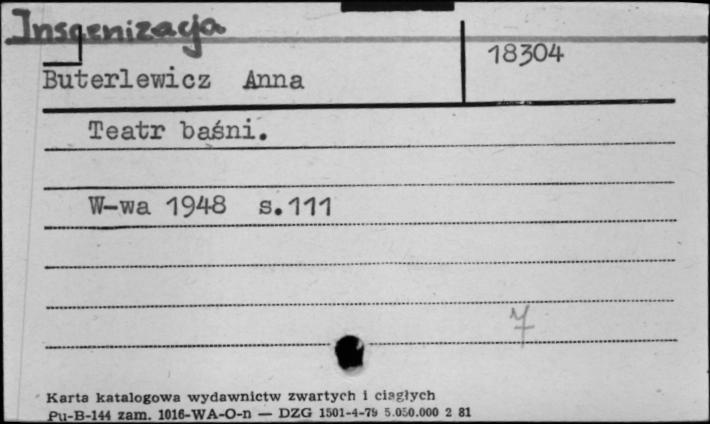 Inscenizacja
18304
Buterlewicz Anna
Teatr baśni.
W-wa 1948 s.111
7
Karta katalogowa wydawnictw zwartych i ciągłych
Pu-B-144 zam. 1016-WA-O-n — DZG 1501-4-79 5.050.000 2 81